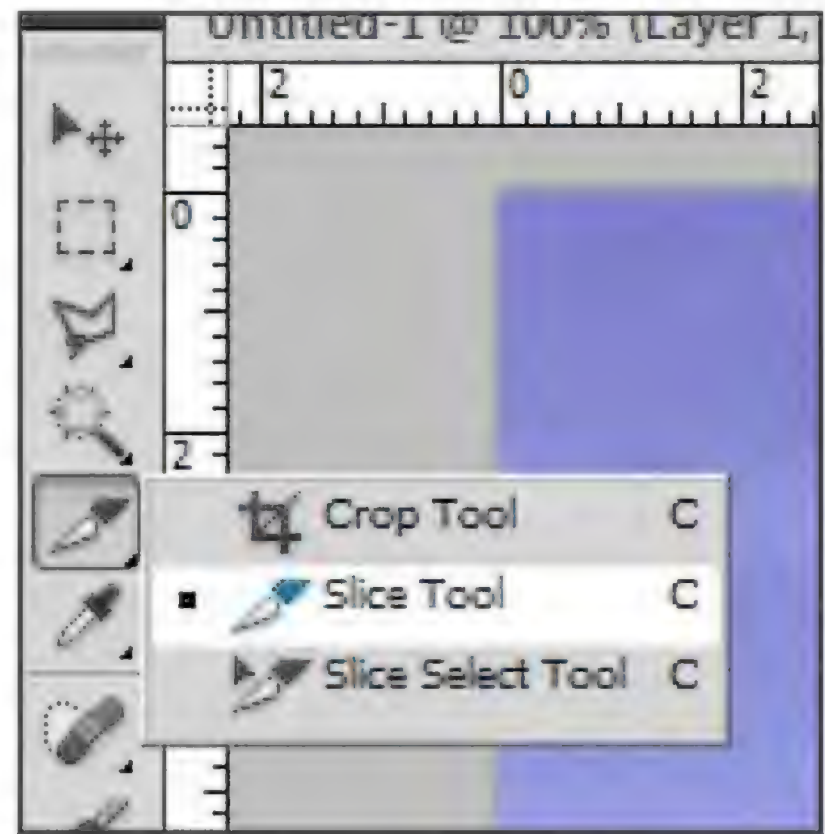 Untitled-1 @ 100% (Layer 1,
2 0 2
0
2
Crop Tool C
Slice Tool C
Slice Select Tool C